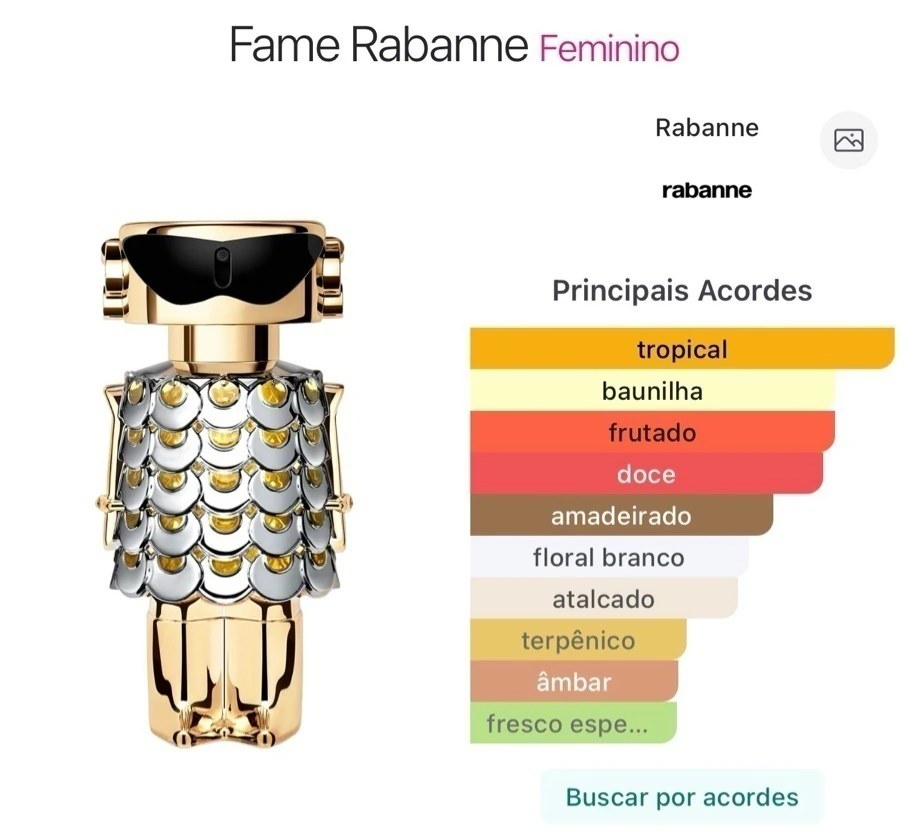 Fame Rabanne Feminino
Rabanne
rabanne
Principais Acordes
tropical
baunilha
frutado
doce
amadeirado
floral branco
atalcado
terpênico
âmbar
fresco espe...
Buscar por acordes